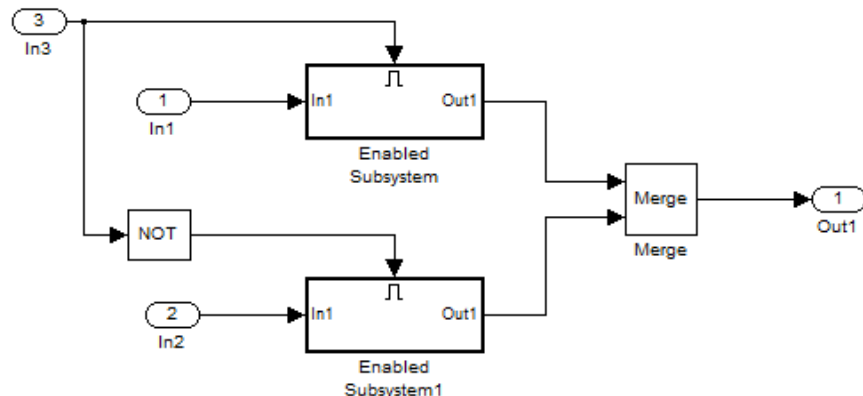 3
In3
1
In1
In1
Out1
Enabled
Subsystem
Merge
Merge
1
Out1
NOT
2
In2
In1
Out1
Enabled
Subsystem1